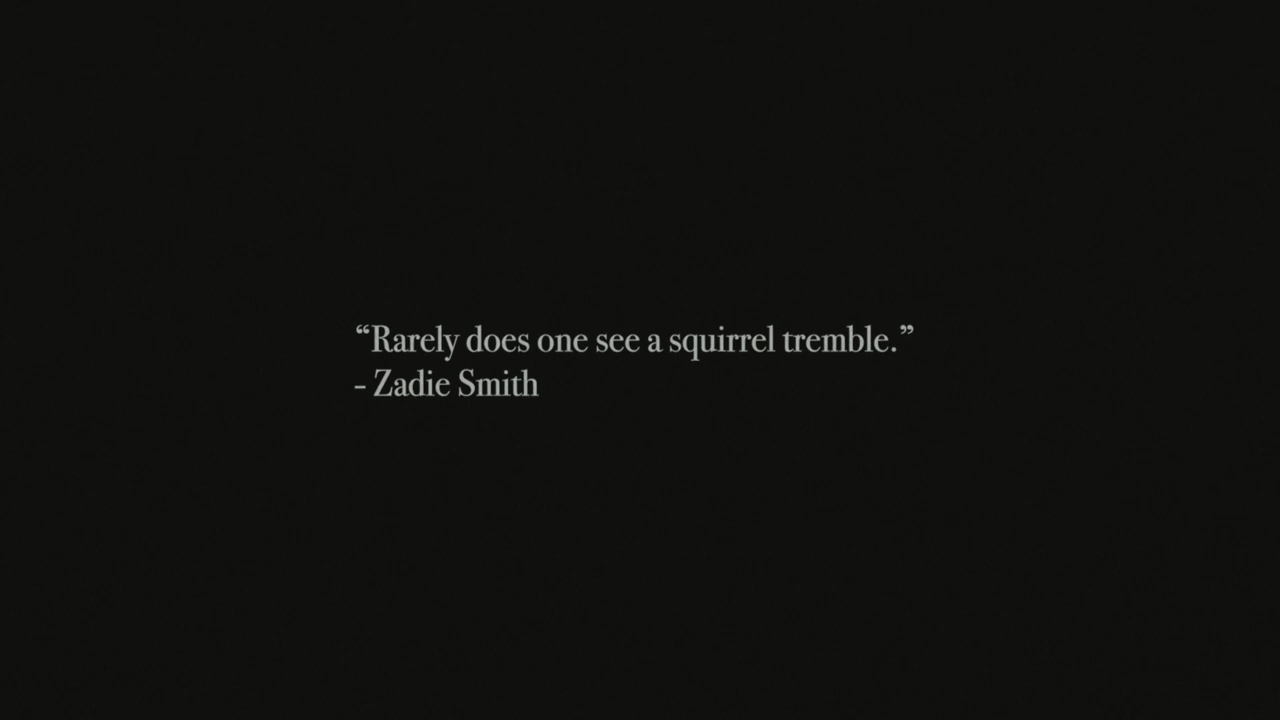 “Rarely does one see a squirrel tremble.”
– Zadie Smith